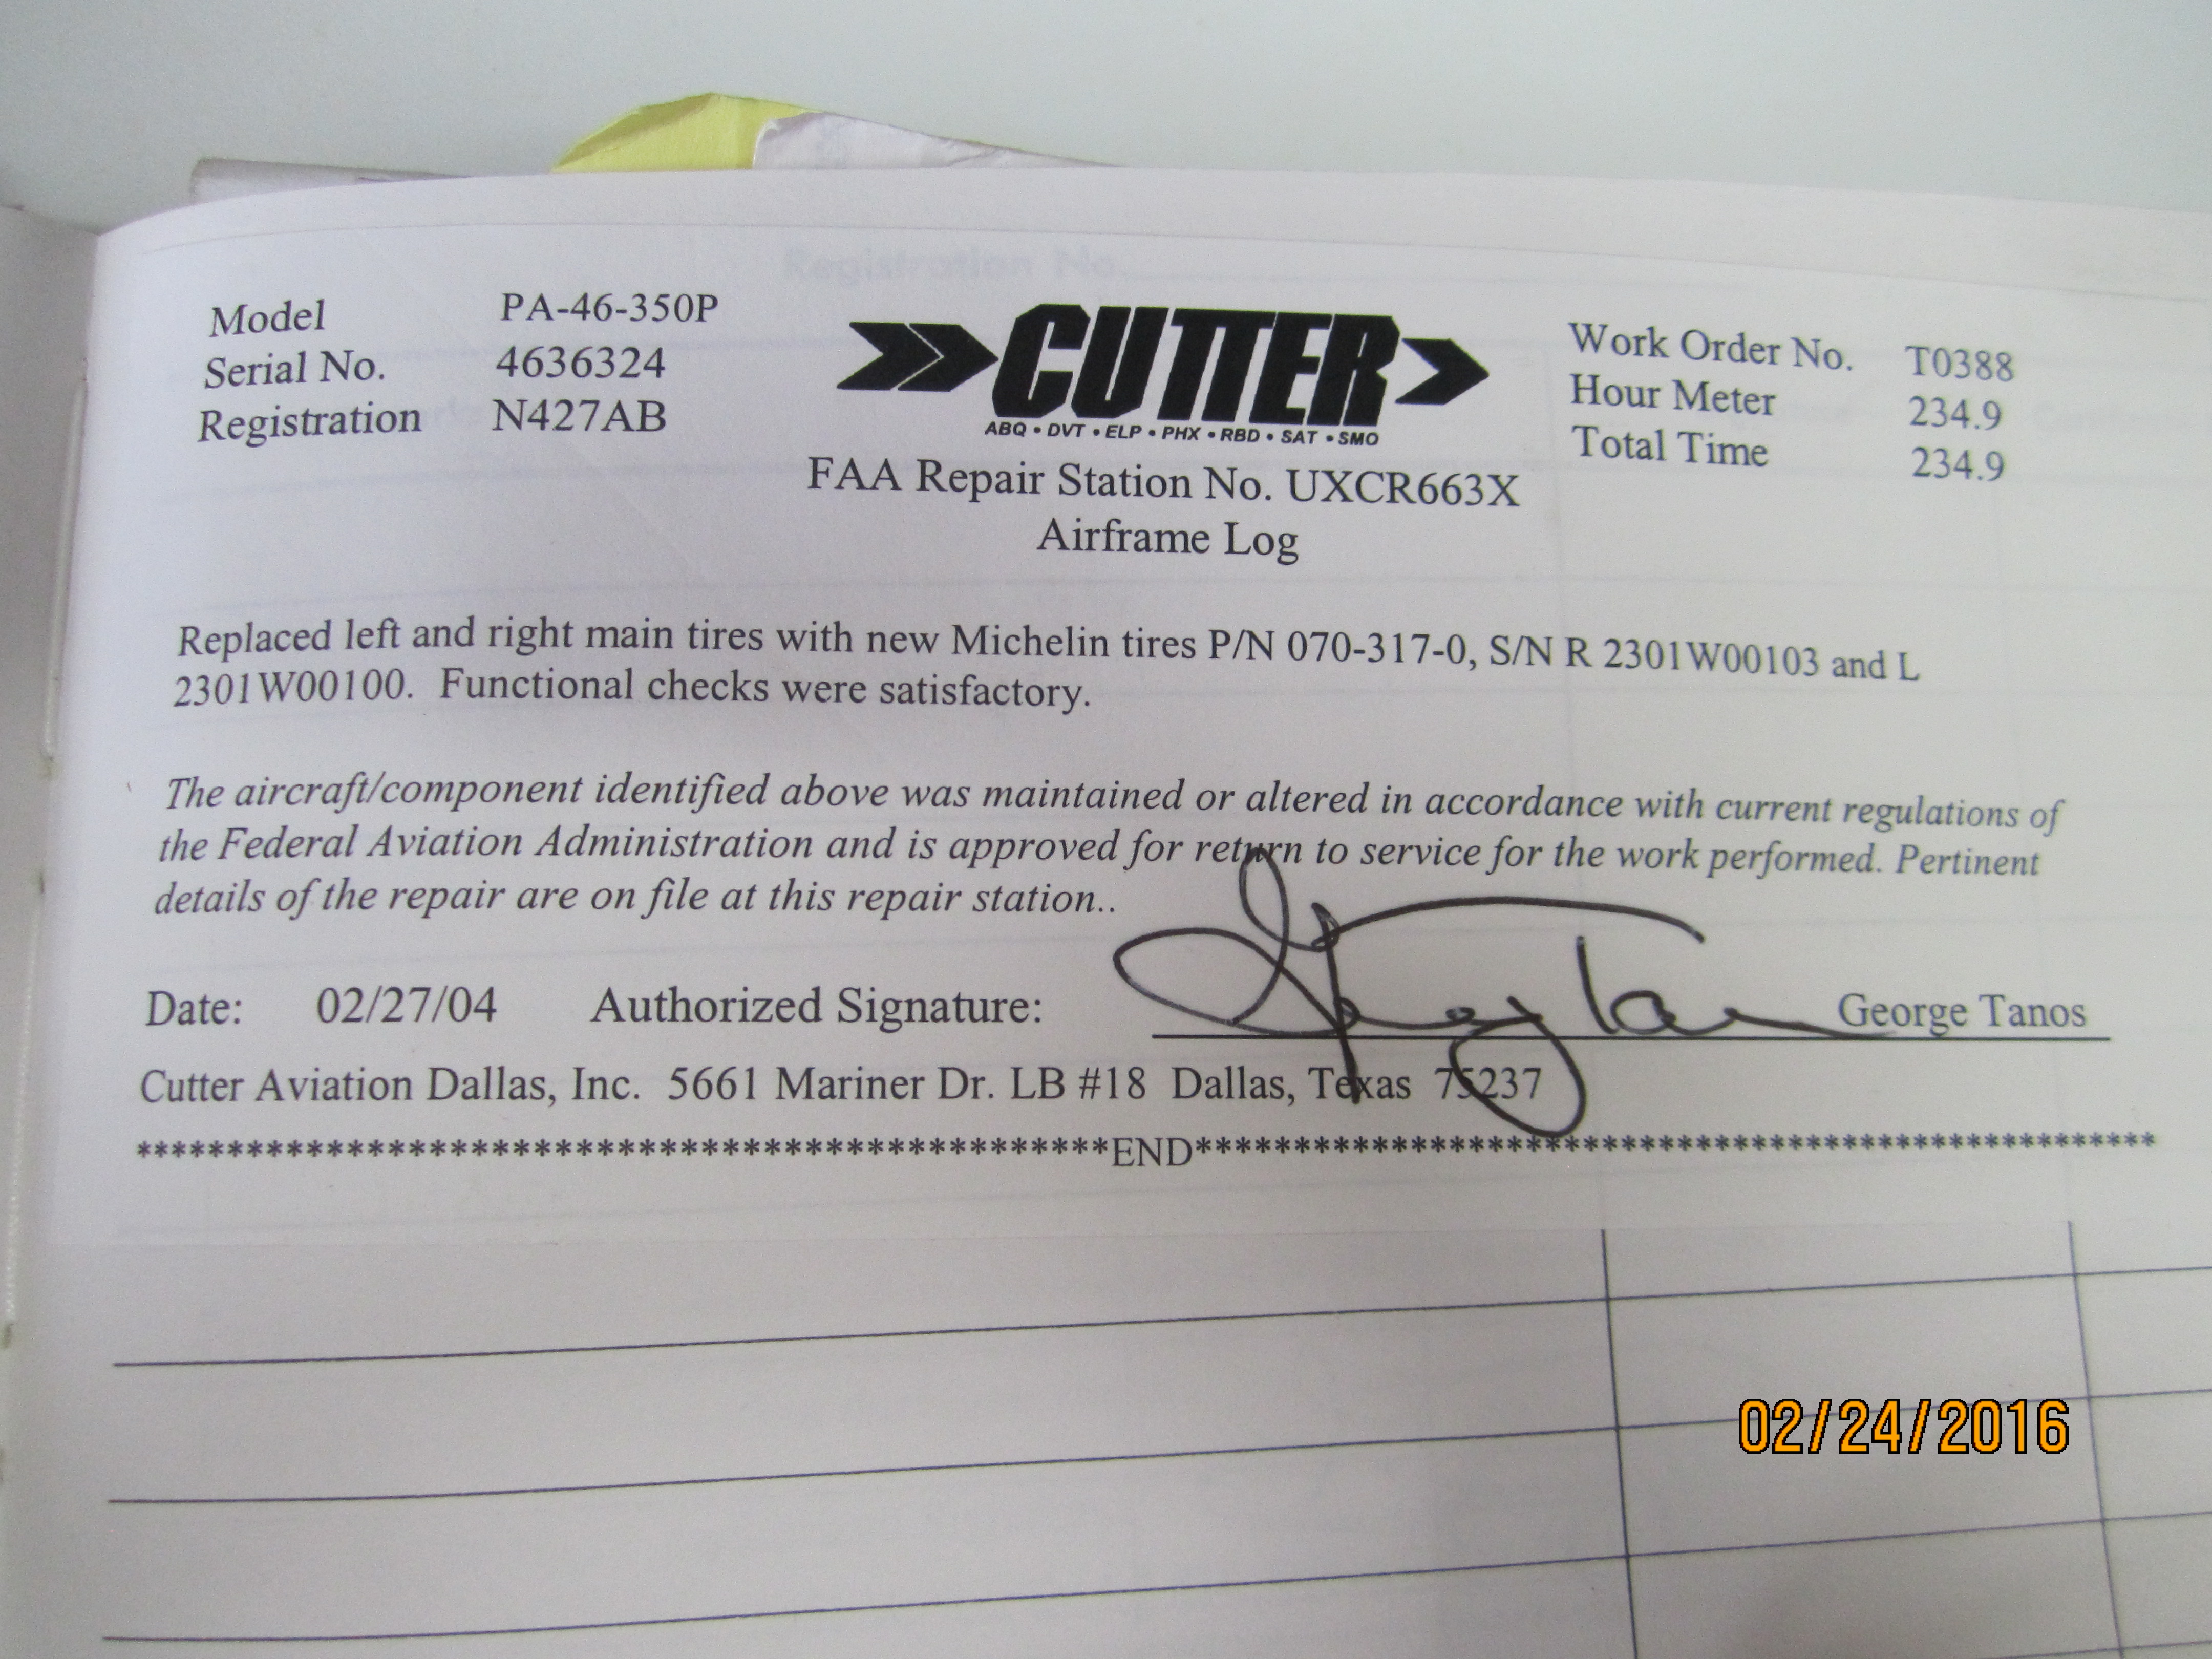 Registration No.
Model PA-46-350P
Serial No. 4636324
Registration N427AB
CUTTER
ABQ • DVT • ELP • PHX • RBD • SAT • SMO
FAA Repair Station No. UXCR663X
Airframe Log
Work Order No. T0388
Hour Meter 234.9
Total Time 234.9
Replaced left and right main tires with new Michelin tires P/N 070-317-0, S/N R 2301W00103 and L
2301W00100. Functional checks were satisfactory.
The aircraft/component identified above was maintained or altered in accordance with current regulations of
the Federal Aviation Administration and is approved for return to service for the work performed. Pertinent
details of the repair are on file at this repair station..
Date: 02/27/04 Authorized Signature: George Tanos
Cutter Aviation Dallas, Inc. 5661 Mariner Dr. LB #18 Dallas, Texas 75237
******************************************************END******************************************************
02/24/2016